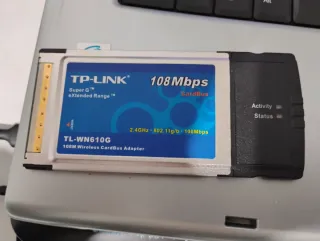 TP-LINK
108Mbps
CardBus
Super G™
eXtended Range™
Activity
Status
2.4GHz • 802.11g/b • 108Mbps
TL-WN610G
108M Wireless CardBus Adapter